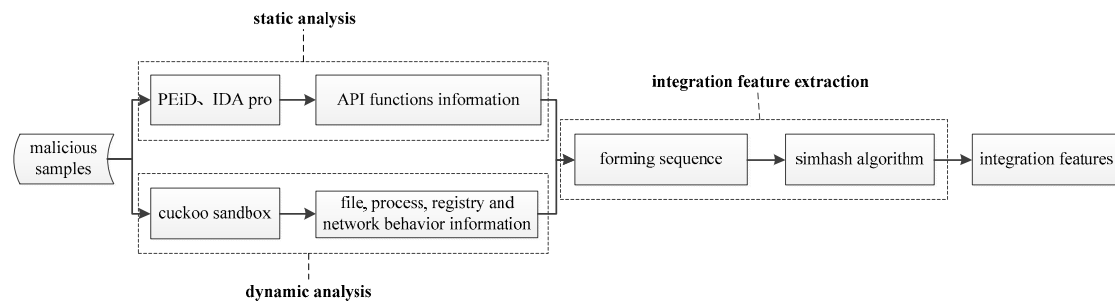 static analysis
PEiD、IDA pro
API functions information
integration feature extraction
malicious
samples
forming sequence
simhash algorithm
integration features
cuckoo sandbox
file, process, registry and
network behavior information
dynamic analysis